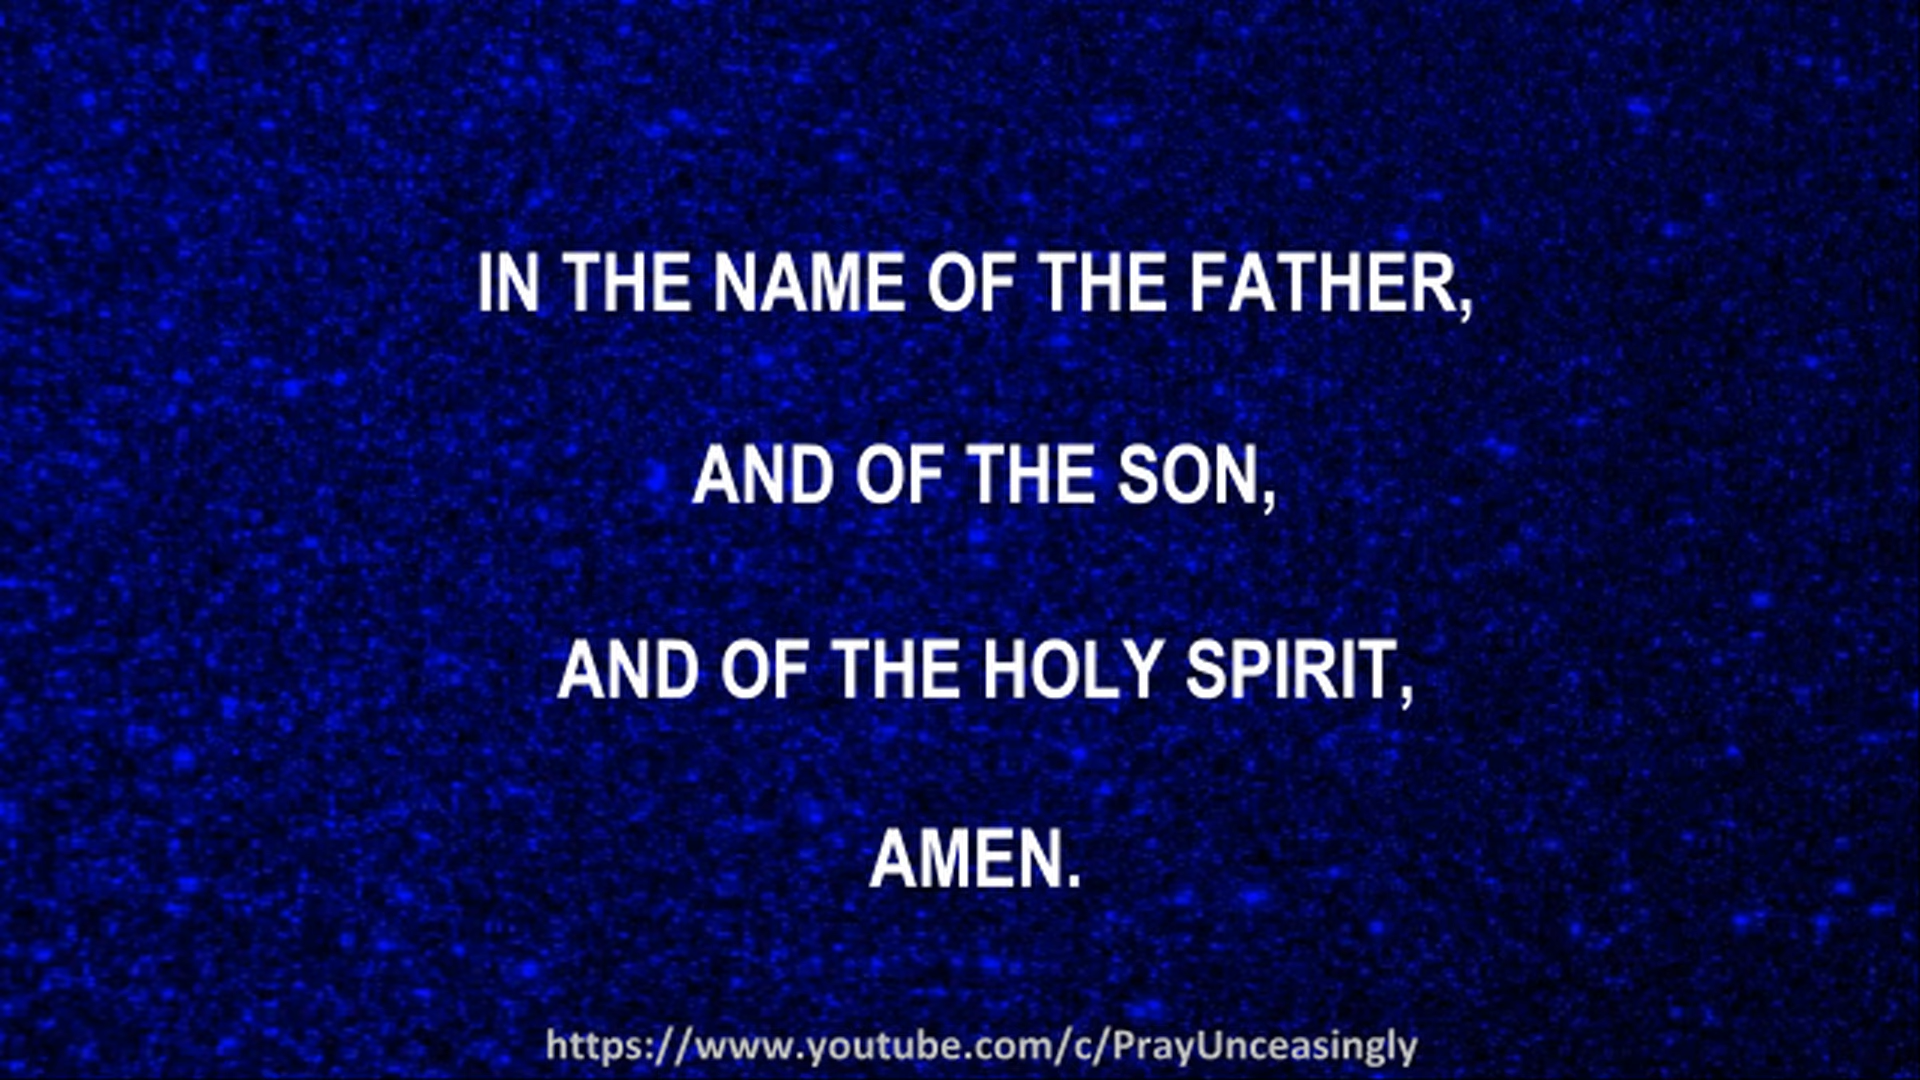 IN THE NAME OF THE FATHER,
AND OF THE SON,
AND OF THE HOLY SPIRIT,
AMEN.
https://www.youtube.com/c/PrayUnceasingly